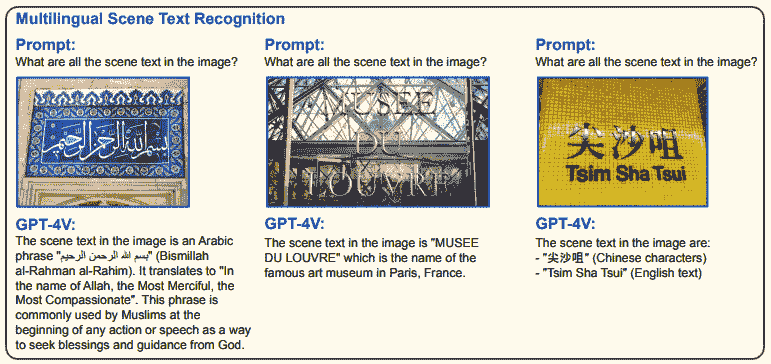 Multilingual Scene Text Recognition
Prompt:
What are all the scene text in the image?
بسم الله الرحمن الرحيم
GPT-4V:
The scene text in the image is an Arabic
phrase "بسم الله الرحمن الرحيم" (Bismillah
al-Rahman al-Rahim). It translates to "In
the name of Allah, the Most Merciful, the
Most Compassionate". This phrase is
commonly used by Muslims at the
beginning of any action or speech as a way
to seek blessings and guidance from God.
Prompt:
What are all the scene text in the image?
MUSEE
DU
LOUVRE
GPT-4V:
The scene text in the image is "MUSEE
DU LOUVRE" which is the name of the
famous art museum in Paris, France.
Prompt:
What are all the scene text in the image?
尖沙咀
Tsim Sha Tsui
GPT-4V:
The scene text in the image are:
- "尖沙咀" (Chinese characters)
- "Tsim Sha Tsui" (English text)